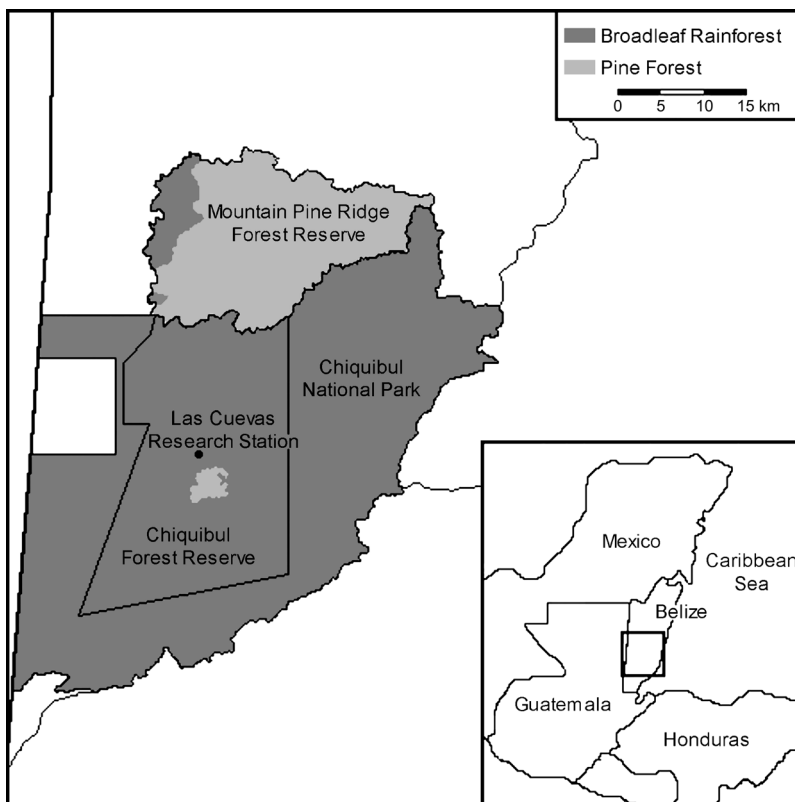 Broadleaf Rainforest
Pine Forest
0 5 10 15 km
Mountain Pine Ridge
Forest Reserve
Chiquibul
National Park
Las Cuevas
Research Station
Chiquibul
Forest Reserve
Mexico
Caribbean
Sea
Belize
Guatemala
Honduras